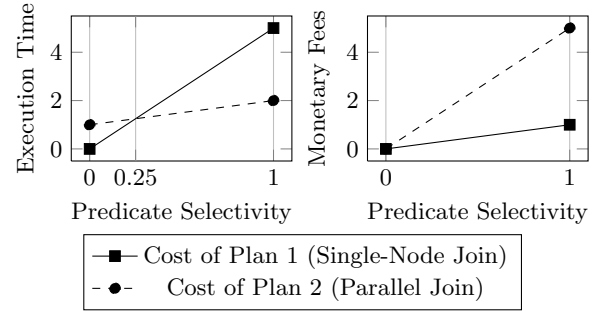 Execution Time
4
2
0
0 0.25 1
Predicate Selectivity
Monetary Fees
4
2
0
0 1
Predicate Selectivity
Cost of Plan 1 (Single-Node Join)
Cost of Plan 2 (Parallel Join)